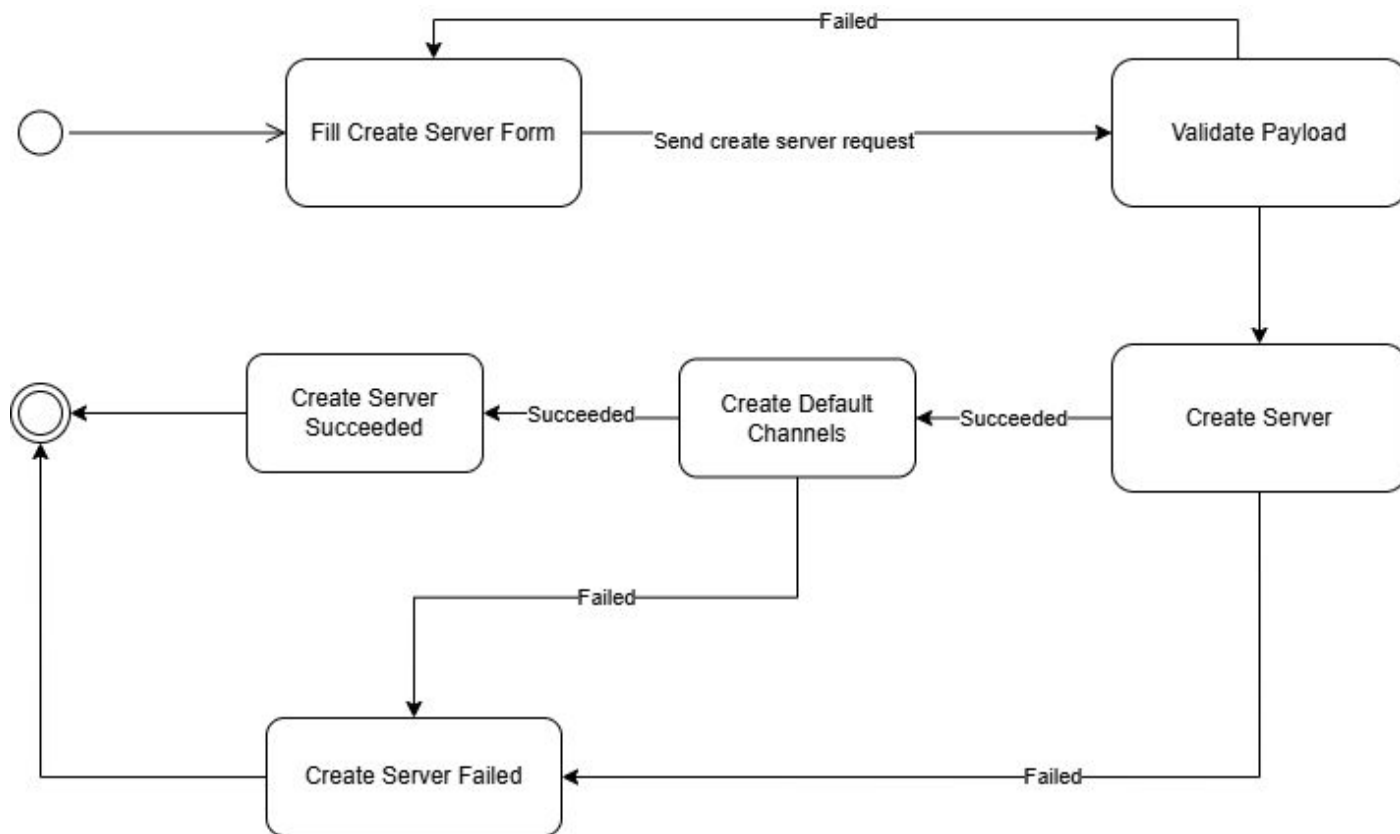 Failed
Fill Create Server Form
Send create server request
Validate Payload
Create Server
Succeeded
Succeeded
Create Default
Channels
Succeeded
Create Server
Failed
Failed
Create Server Failed